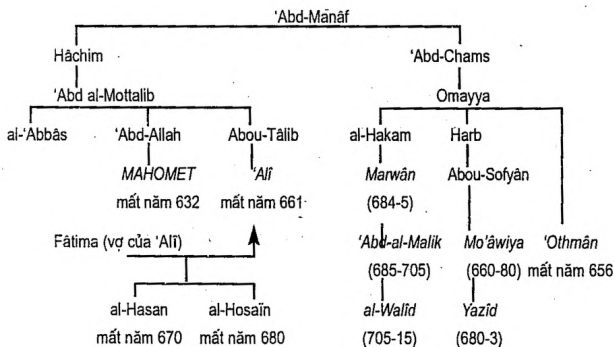 ‘Abd-Manâf
Hâchim ‘Abd-Chams
‘Abd al-Mottalib Omayya
al-‘Abbâs ‘Abd-Allah Abou-Tâlib al-Hakam Harb
MAHOMET ‘Alî Marwân Abou-Sofyân
mất năm 632 mất năm 661 (684-5)
Fâtima (vợ của ‘Alî) ‘Abd-al-Malik Mo‘âwiya ‘Othmân
(685-705) (660-80) mất năm 656
al-Hasan al-Hosaïn al-Walîd Yazîd
mất năm 670 mất năm 680 (705-15) (680-3)